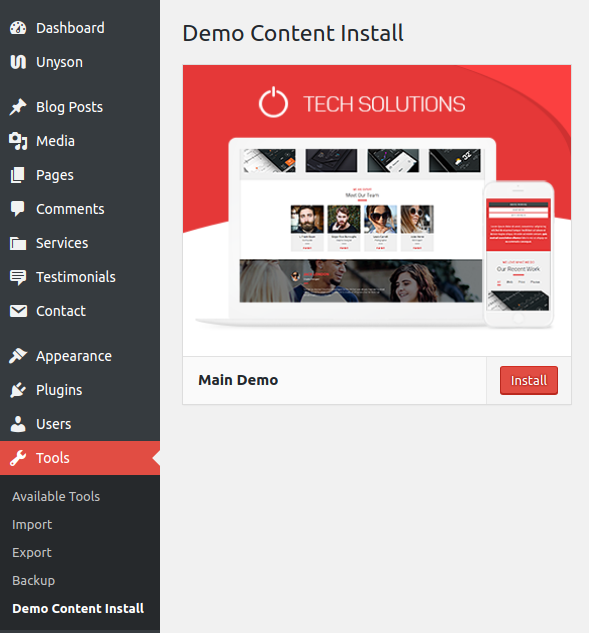 Dashboard
Unyson
Blog Posts
Media
Pages
Comments
Services
Testimonials
Contact
Appearance
Plugins
Users
Tools
Available Tools
Import
Export
Backup
Demo Content Install
Demo Content Install
TECH SOLUTIONS
Meet Our Team
Our Recent Work
Main Demo
Install